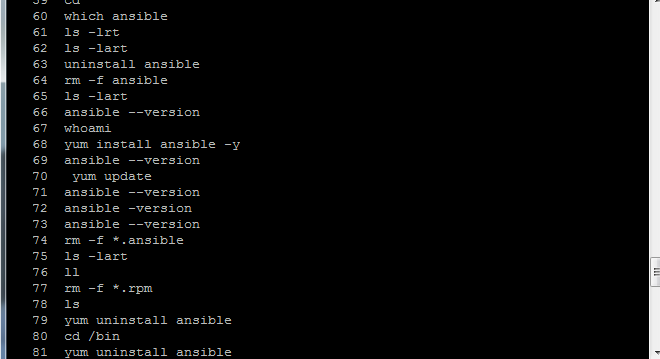 59 cd
60 which ansible
61 ls -lrt
62 ls -lart
63 uninstall ansible
64 rm -f ansible
65 ls -lart
66 ansible --version
67 whoami
68 yum install ansible -y
69 ansible --version
70 yum update
71 ansible --version
72 ansible -version
73 ansible --version
74 rm -f *.ansible
75 ls -lart
76 ll
77 rm -f *.rpm
78 ls
79 yum uninstall ansible
80 cd /bin
81 yum uninstall ansible